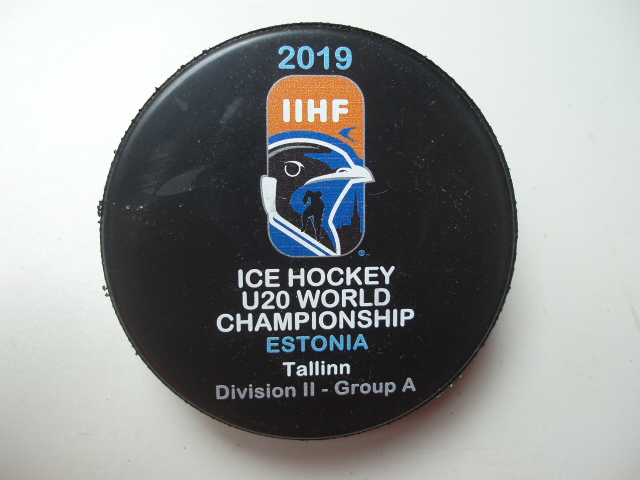 2019
IIHF
ICE HOCKEY
U20 WORLD
CHAMPIONSHIP
ESTONIA
Tallinn
Division II - Group A